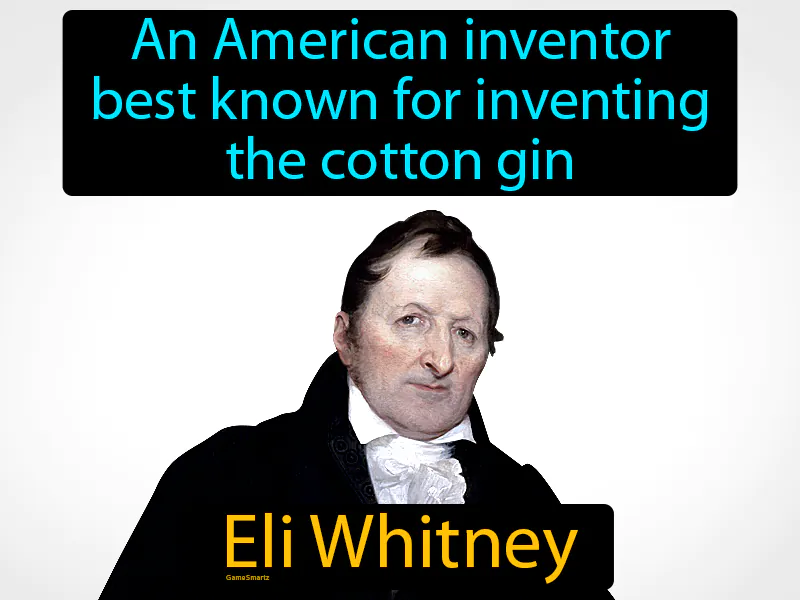 An American inventor
best known for inventing
the cotton gin
Eli Whitney
GameSmartz